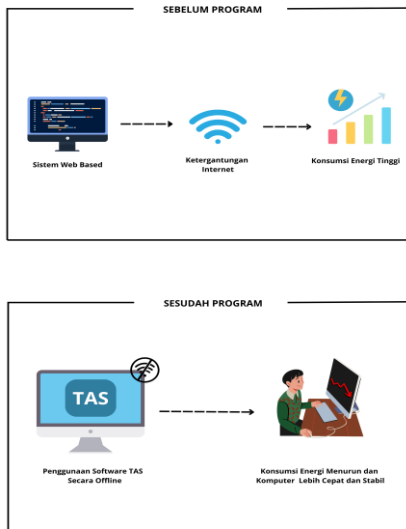 SEBELUM PROGRAM
Sistem Web Based
Ketergantungan
Internet
Konsumsi Energi Tinggi
SESUDAH PROGRAM
TAS
Penggunaan Software TAS
Secara Offline
Konsumsi Energi Menurun dan
Komputer Lebih Cepat dan Stabil